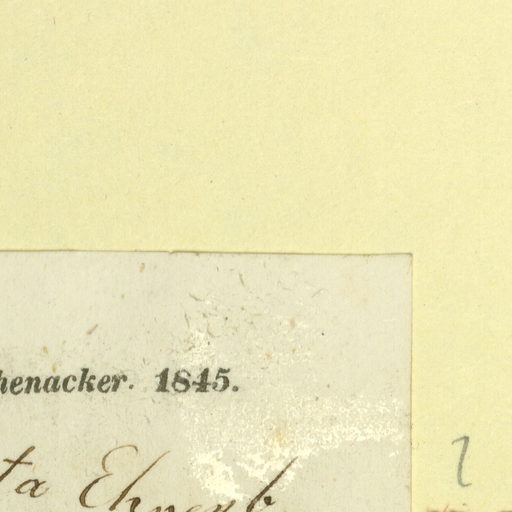 henacker. 1845.
ta Ehrenb